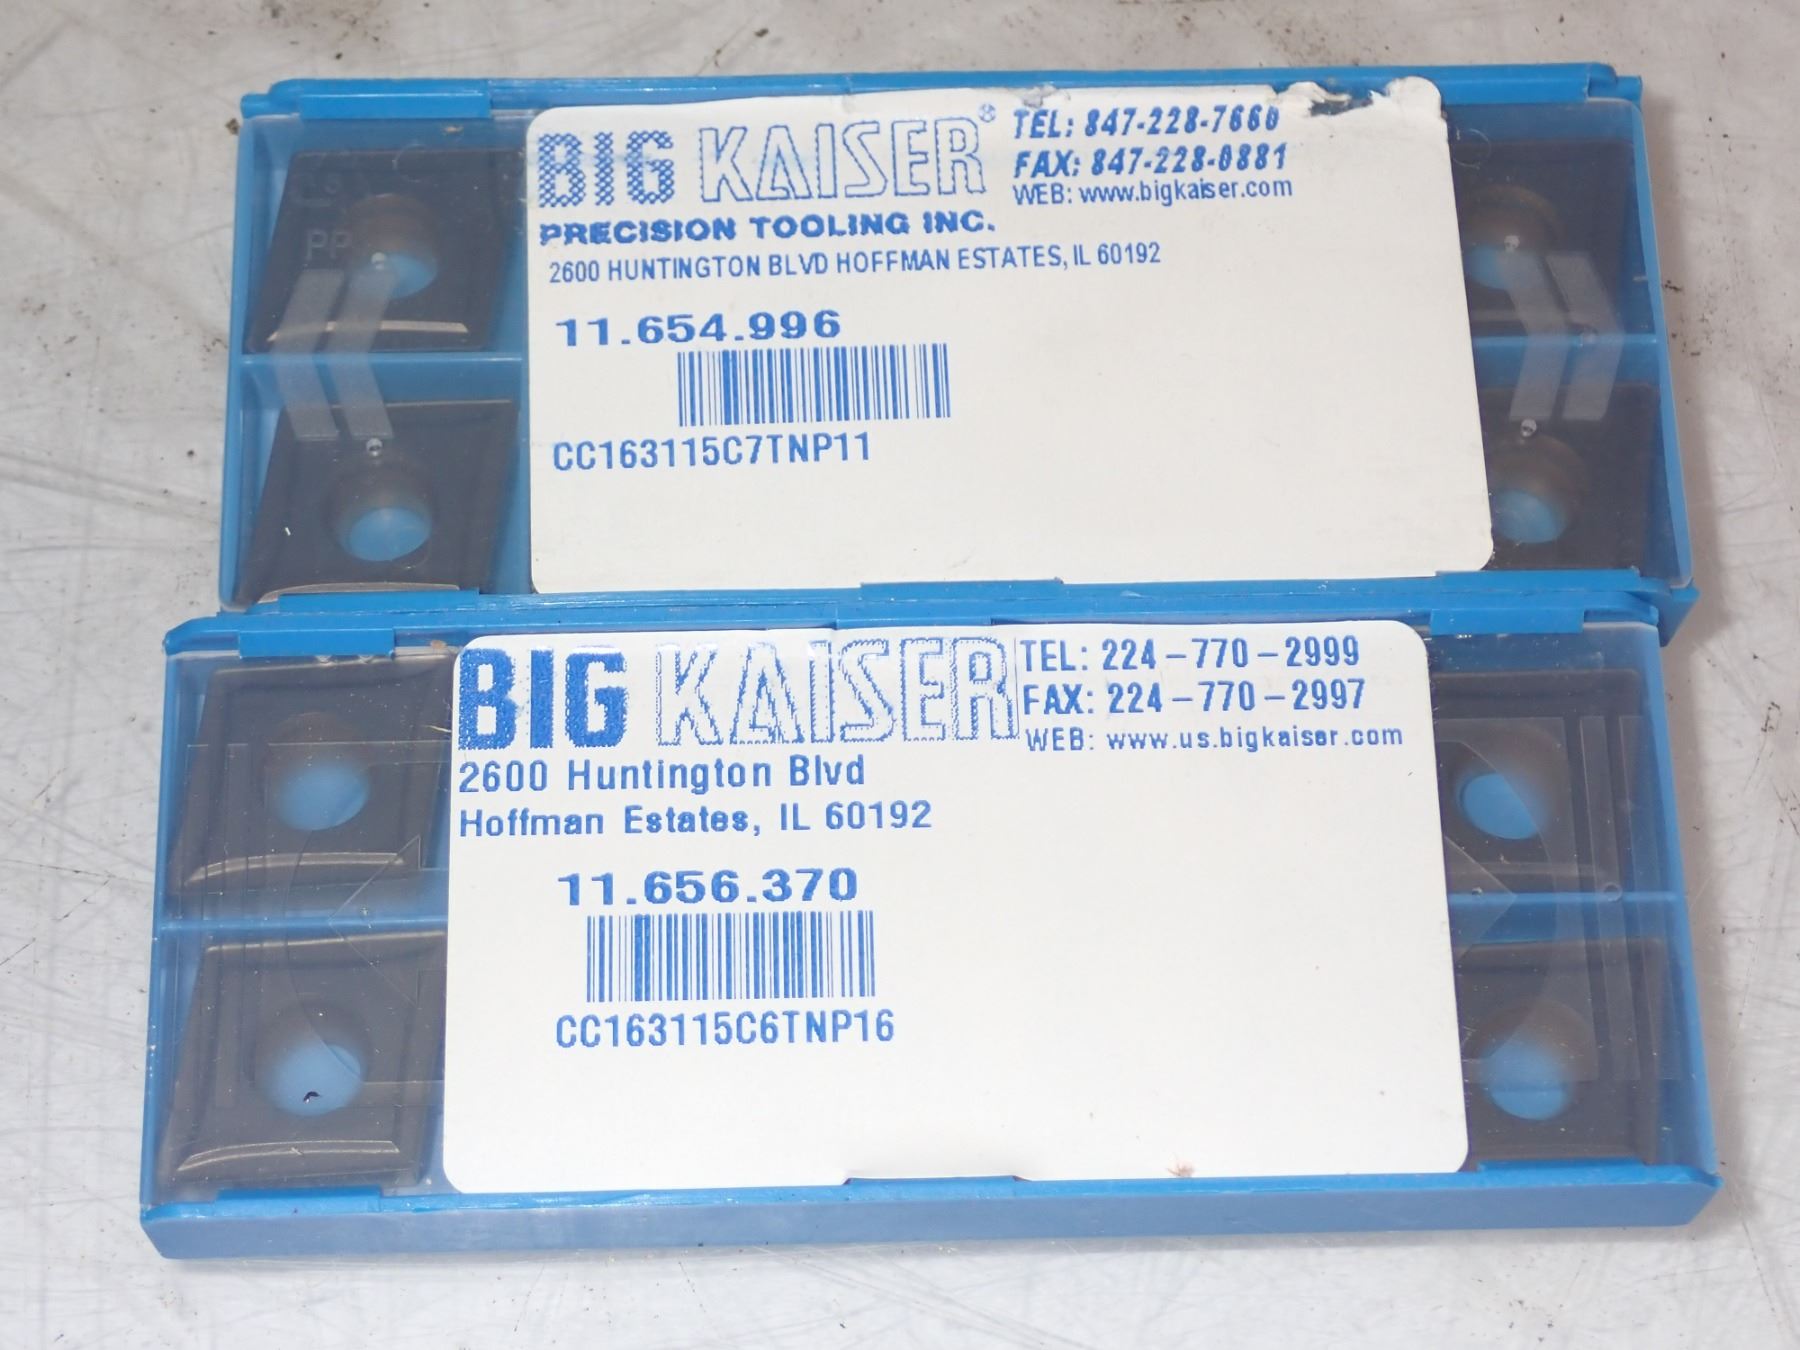 BIG KAISER®
TEL: 847-228-7660
FAX: 847-228-0881
WEB: www.bigkaiser.com
PRECISION TOOLING INC.
2600 HUNTINGTON BLVD HOFFMAN ESTATES, IL 60192
11.654.996
CC163115C7TNP11
PP
BIG KAISER
TEL: 224-770-2999
FAX: 224-770-2997
WEB: www.us.bigkaiser.com
2600 Huntington Blvd
Hoffman Estates, IL 60192
11.656.370
CC163115C6TNP16